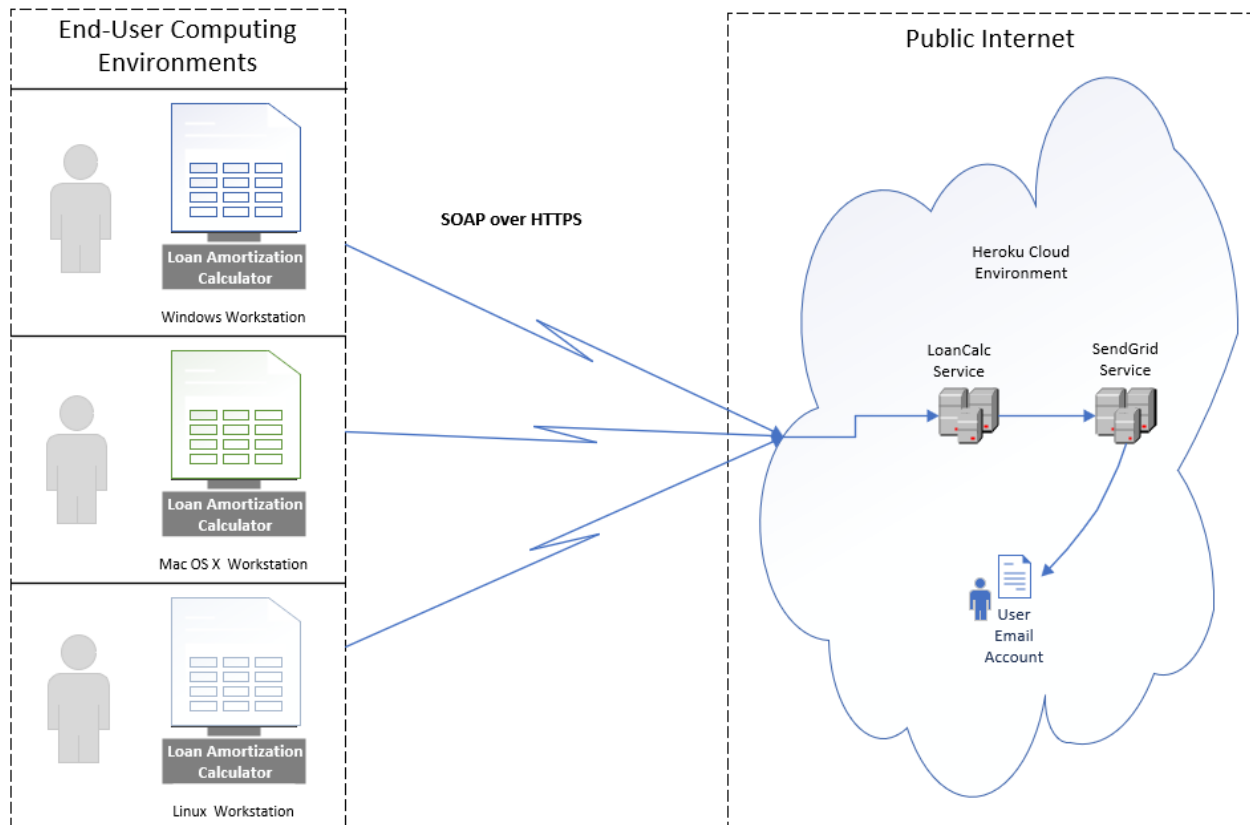 End-User Computing
Environments
Loan Amortization
Calculator
Windows Workstation
Loan Amortization
Calculator
Mac OS X Workstation
Loan Amortization
Calculator
Linux Workstation
SOAP over HTTPS
Public Internet
Heroku Cloud
Environment
LoanCalc
Service
SendGrid
Service
User
Email
Account